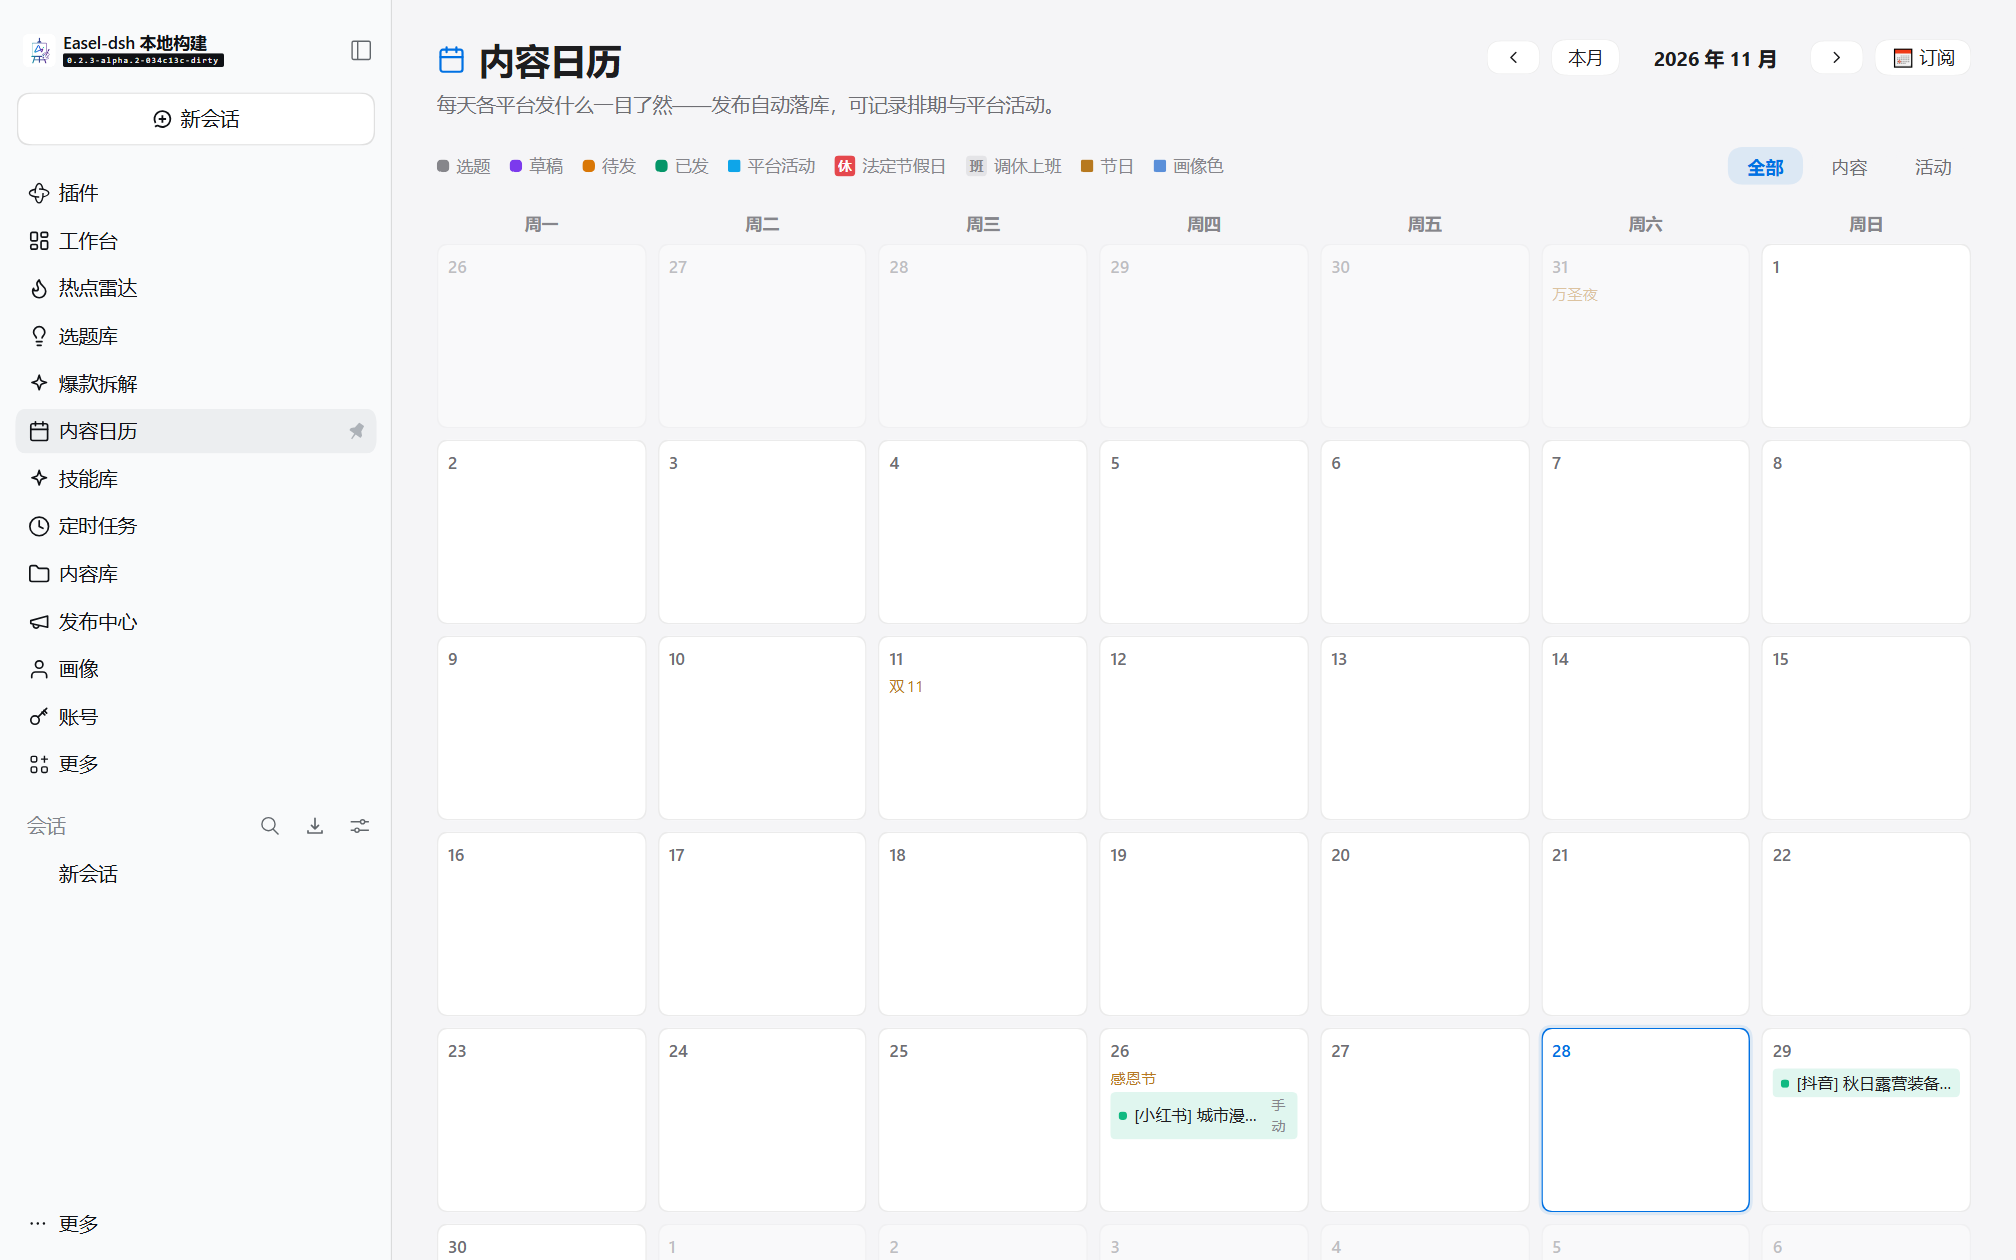 Easel-dsh 本地构建
0.2.3-alpha.2-034c13c-dirty
新会话
插件
工作台
热点雷达
选题库
爆款拆解
内容日历
技能库
定时任务
内容库
发布中心
画像
账号
更多
会话
新会话
更多
内容日历
本月
2026 年 11 月
订阅
每天各平台发什么一目了然——发布自动落库，可记录排期与平台活动。
选题 草稿 待发 已发 平台活动 休 法定节假日 班 调休上班 节日 画像色
全部 内容 活动
周一 周二 周三 周四 周五 周六 周日
26 27 28 29 30 31 1
万圣夜
2 3 4 5 6 7 8
9 10 11 12 13 14 15
双 11
16 17 18 19 20 21 22
23 24 25 26 27 28 29
感恩节
[小红书] 城市漫... 手动
[抖音] 秋日露营装备...
30 1 2 3 4 5 6